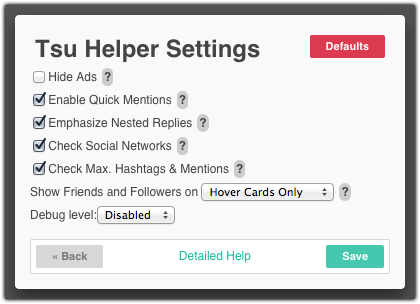 Tsu Helper Settings
Defaults
Hide Ads ?
Enable Quick Mentions ?
Emphasize Nested Replies ?
Check Social Networks ?
Check Max. Hashtags & Mentions ?
Show Friends and Followers on Hover Cards Only ?
Debug level: Disabled
« Back Detailed Help Save